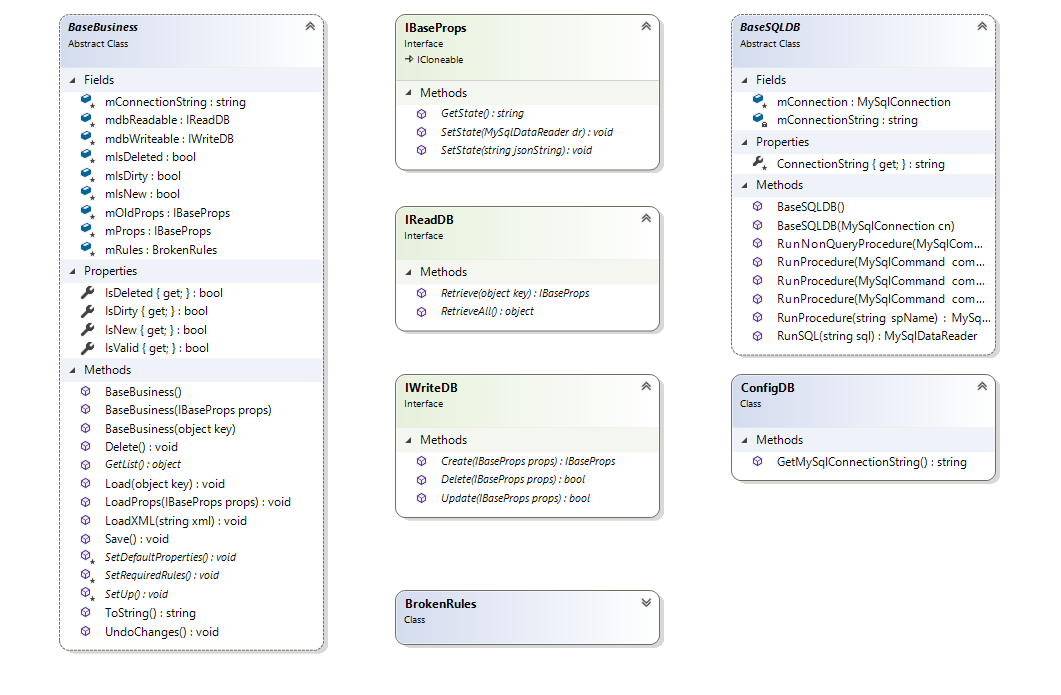 BaseBusiness
Abstract Class
Fields
mConnectionString : string
mdbReadable : IReadDB
mdbWriteable : IWriteDB
mIsDeleted : bool
mIsDirty : bool
mIsNew : bool
mOldProps : IBaseProps
mProps : IBaseProps
mRules : BrokenRules
Properties
IsDeleted { get; } : bool
IsDirty { get; } : bool
IsNew { get; } : bool
IsValid { get; } : bool
Methods
BaseBusiness()
BaseBusiness(IBaseProps props)
BaseBusiness(object key)
Delete() : void
GetList() : object
Load(object key) : void
LoadProps(IBaseProps props) : void
LoadXML(string xml) : void
Save() : void
SetDefaultProperties() : void
SetRequiredRules() : void
SetUp() : void
ToString() : string
UndoChanges() : void
IBaseProps
Interface
ICloneable
Methods
GetState() : string
SetState(MySqlDataReader dr) : void
SetState(string jsonString) : void
IReadDB
Interface
Methods
Retrieve(object key) : IBaseProps
RetrieveAll() : object
IWriteDB
Interface
Methods
Create(IBaseProps props) : IBaseProps
Delete(IBaseProps props) : bool
Update(IBaseProps props) : bool
BrokenRules
Class
BaseSQLDB
Abstract Class
Fields
mConnection : MySqlConnection
mConnectionString : string
Properties
ConnectionString { get; } : string
Methods
BaseSQLDB()
BaseSQLDB(MySqlConnection cn)
RunNonQueryProcedure(MySqlCom...
RunProcedure(MySqlCommand com...
RunProcedure(MySqlCommand com...
RunProcedure(MySqlCommand com...
RunProcedure(string spName) : MySq...
RunSQL(string sql) : MySqlDataReader
ConfigDB
Class
Methods
GetMySqlConnectionString() : string